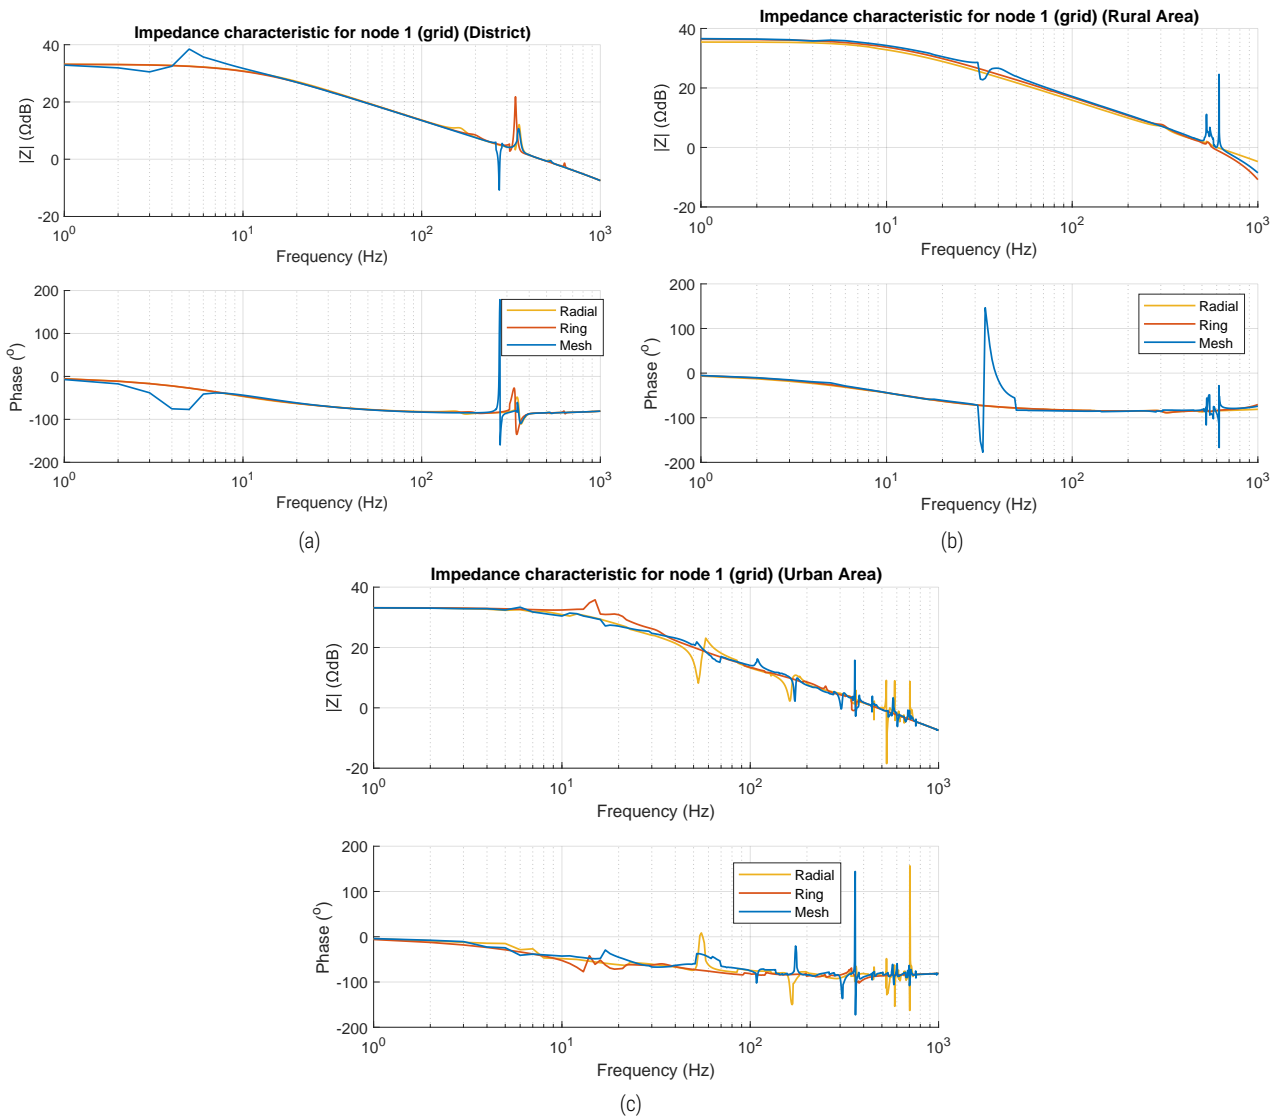 Impedance characteristic for node 1 (grid) (District)
|Z| (ΩdB)
40
20
0
-20
10^0
10^1
10^2
10^3
Frequency (Hz)
Phase (°)
200
100
0
-100
-200
Radial
Ring
Mesh
10^0
10^1
10^2
10^3
Frequency (Hz)
(a)
Impedance characteristic for node 1 (grid) (Rural Area)
|Z| (ΩdB)
40
20
0
-20
10^0
10^1
10^2
10^3
Frequency (Hz)
Phase (°)
200
100
0
-100
-200
Radial
Ring
Mesh
10^0
10^1
10^2
10^3
Frequency (Hz)
(b)
Impedance characteristic for node 1 (grid) (Urban Area)
|Z| (ΩdB)
40
20
0
-20
10^0
10^1
10^2
10^3
Frequency (Hz)
Phase (°)
200
100
0
-100
-200
Radial
Ring
Mesh
10^0
10^1
10^2
10^3
Frequency (Hz)
(c)